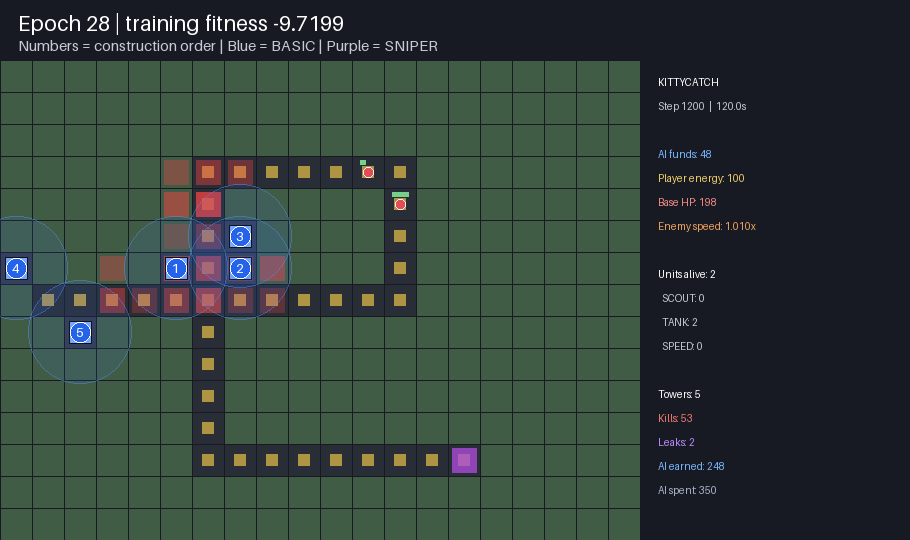 Epoch 28 | training fitness -9.7199
Numbers = construction order | Blue = BASIC | Purple = SNIPER
KITTYCATCH
Step 1200 | 120.0s
AI funds: 48
Player energy: 100
Base HP: 198
Enemy speed: 1.010x
Units alive: 2
SCOUT: 0
TANK: 2
SPEED: 0
Towers: 5
Kills: 53
Leaks: 2
AI earned: 248
AI spent: 350
3
4
1
2
5